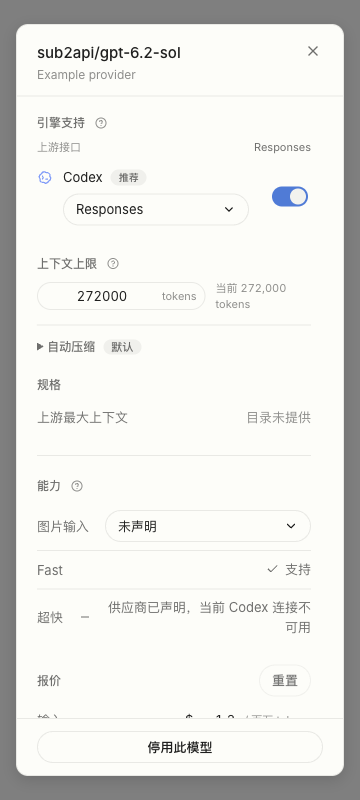 sub2api/gpt-6.2-sol
Example provider
引擎支持
上游接口 Responses
Codex 推荐
Responses
上下文上限
272000 tokens 当前 272,000
tokens
自动压缩 默认
规格
上游最大上下文 目录未提供
能力
图片输入 未声明
Fast 支持
超快 — 供应商已声明，当前 Codex 连接不
可用
报价 重置
停用此模型